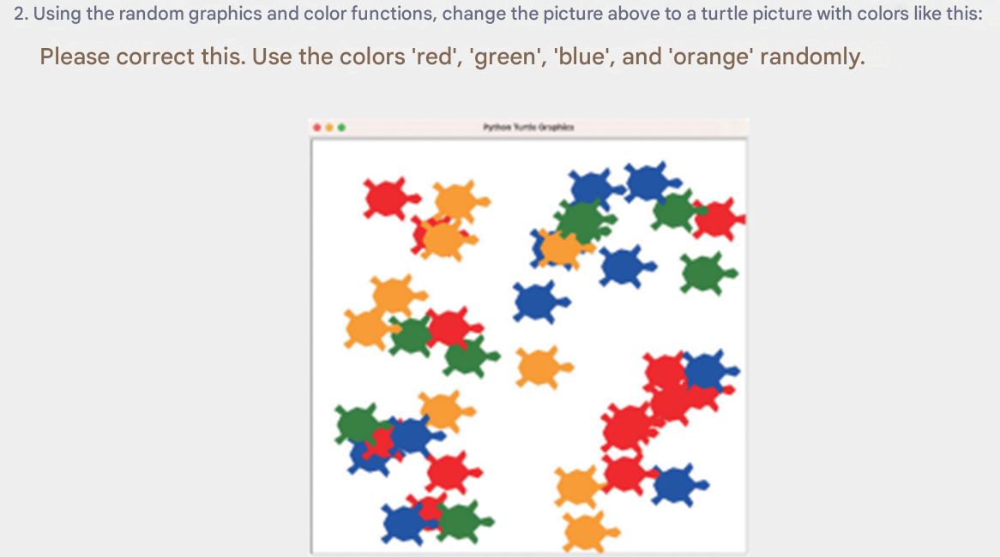 2. Using the random graphics and color functions, change the picture above to a turtle picture with colors like this:
Please correct this. Use the colors 'red', 'green', 'blue', and 'orange' randomly.
Python Turtle Graphics